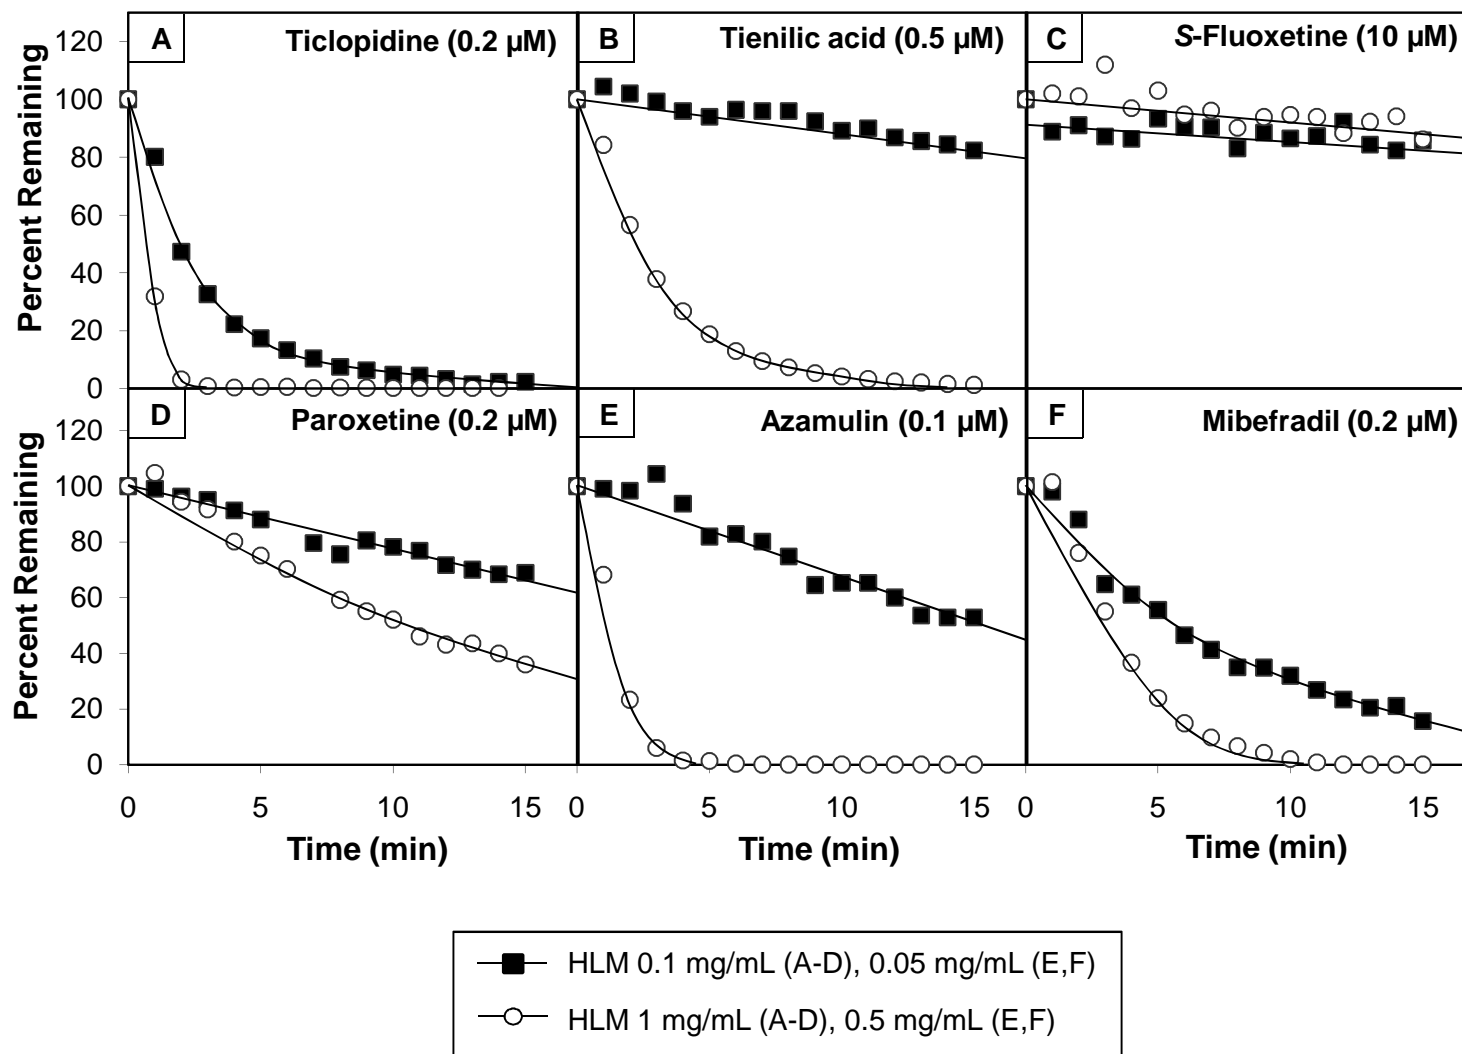 A
Ticlopidine (0.2 µM)
B
Tienilic acid (0.5 µM)
C
S-Fluoxetine (10 µM)
Percent Remaining
120
100
80
60
40
20
0
D
Paroxetine (0.2 µM)
E
Azamulin (0.1 µM)
F
Mibefradil (0.2 µM)
Percent Remaining
120
100
80
60
40
20
0
0 5 10 15
0 5 10 15
0 5 10 15
Time (min)
Time (min)
Time (min)
HLM 0.1 mg/mL (A-D), 0.05 mg/mL (E,F)
HLM 1 mg/mL (A-D), 0.5 mg/mL (E,F)